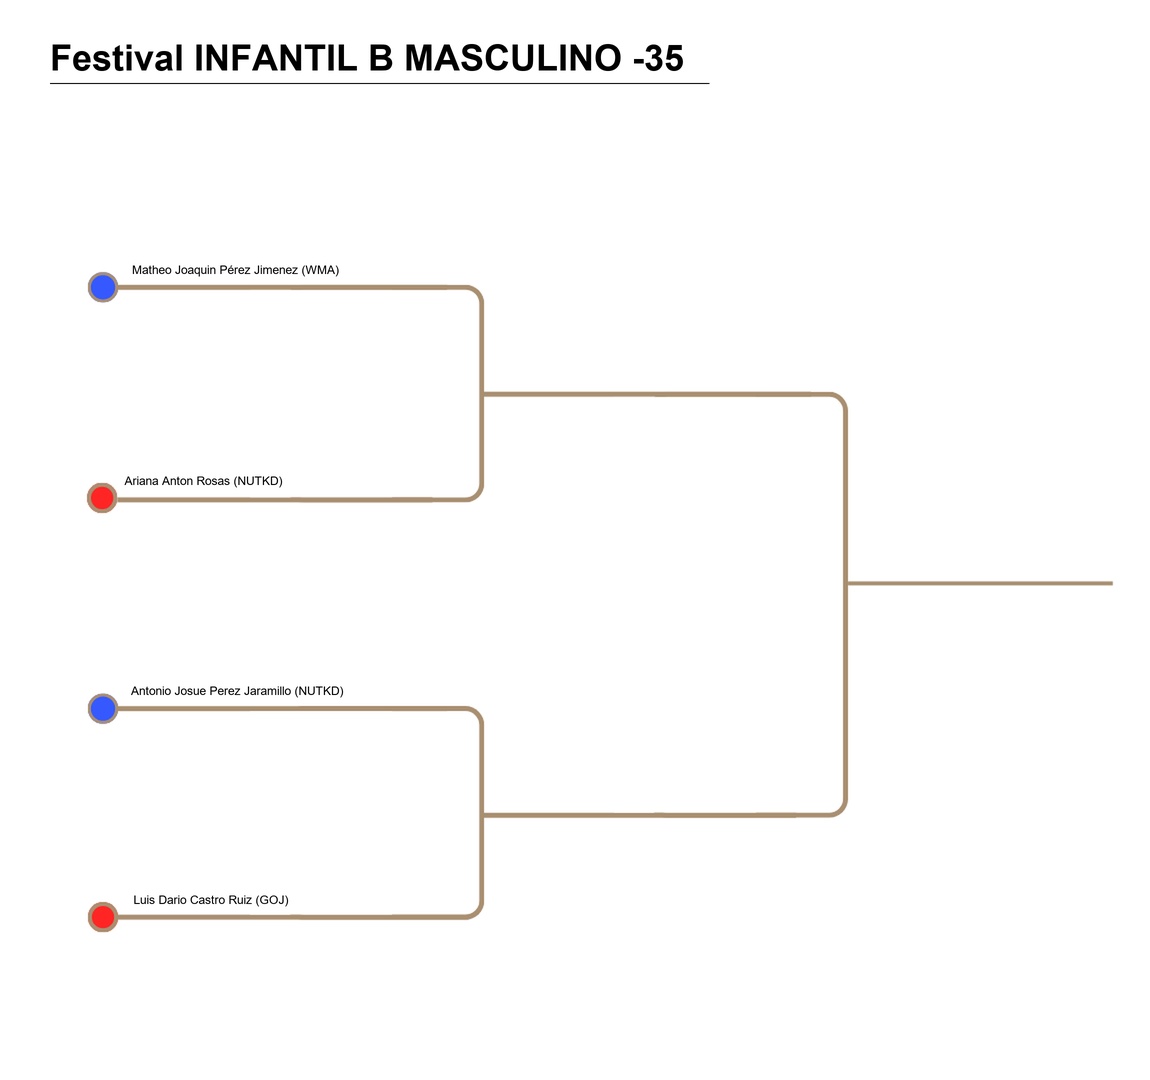 Festival INFANTIL B MASCULINO -35
Matheo Joaquin Pérez Jimenez (WMA)
Ariana Anton Rosas (NUTKD)
Antonio Josue Perez Jaramillo (NUTKD)
Luis Dario Castro Ruiz (GOJ)